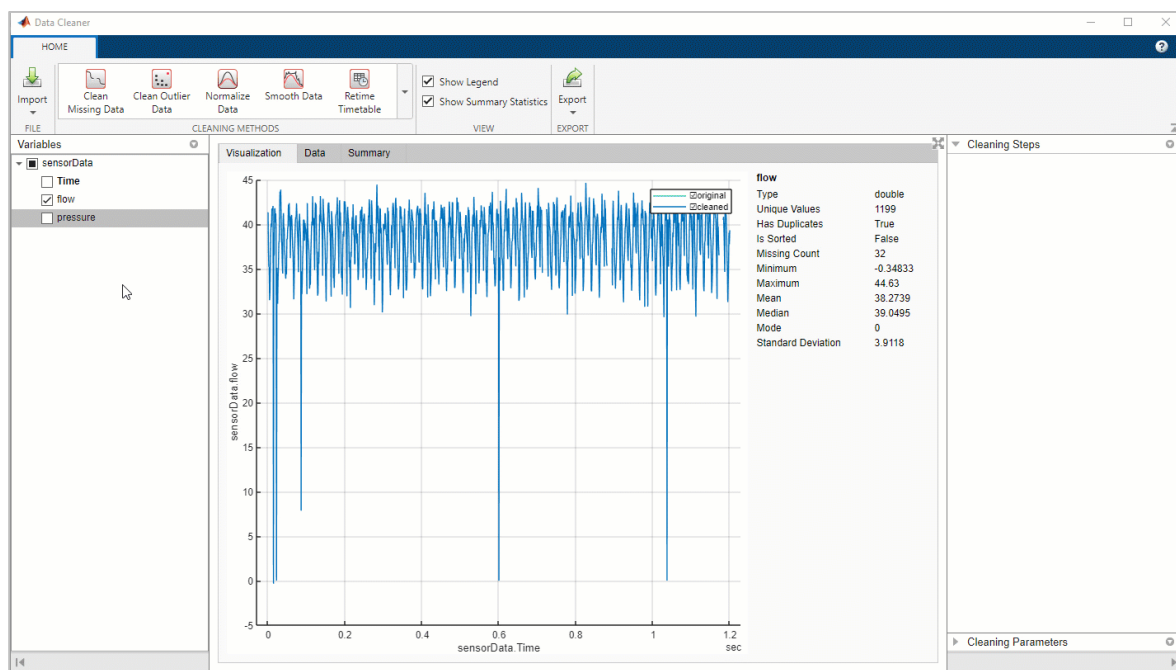 Data Cleaner
HOME
Import
Clean
Missing Data
Clean Outlier
Data
Normalize
Data
Smooth Data
Retime
Timetable
Show Legend
Show Summary Statistics
Export
FILE
CLEANING METHODS
VIEW
EXPORT
Variables
sensorData
Time
flow
pressure
Visualization
Data
Summary
original
cleaned
45
40
35
30
25
20
15
10
5
0
-5
sensorData.flow
0
0.2
0.4
0.6
0.8
1
1.2
sensorData.Time
sec
flow
Type double
Unique Values 1199
Has Duplicates True
Is Sorted False
Missing Count 32
Minimum -0.34833
Maximum 44.63
Mean 38.2739
Median 39.0495
Mode 0
Standard Deviation 3.9118
Cleaning Steps
Cleaning Parameters